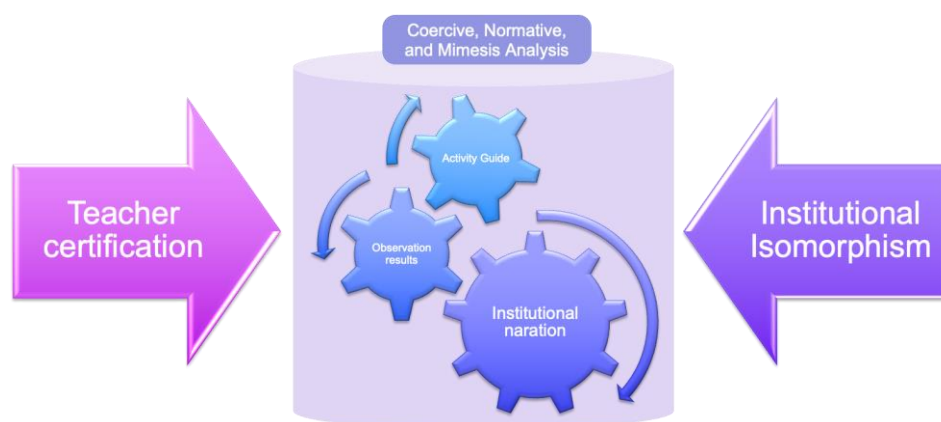 Coercive, Normative,
and Mimesis Analysis
Activity Guide
Teacher
certification
Observation
results
Institutional
naration
Institutional
Isomorphism